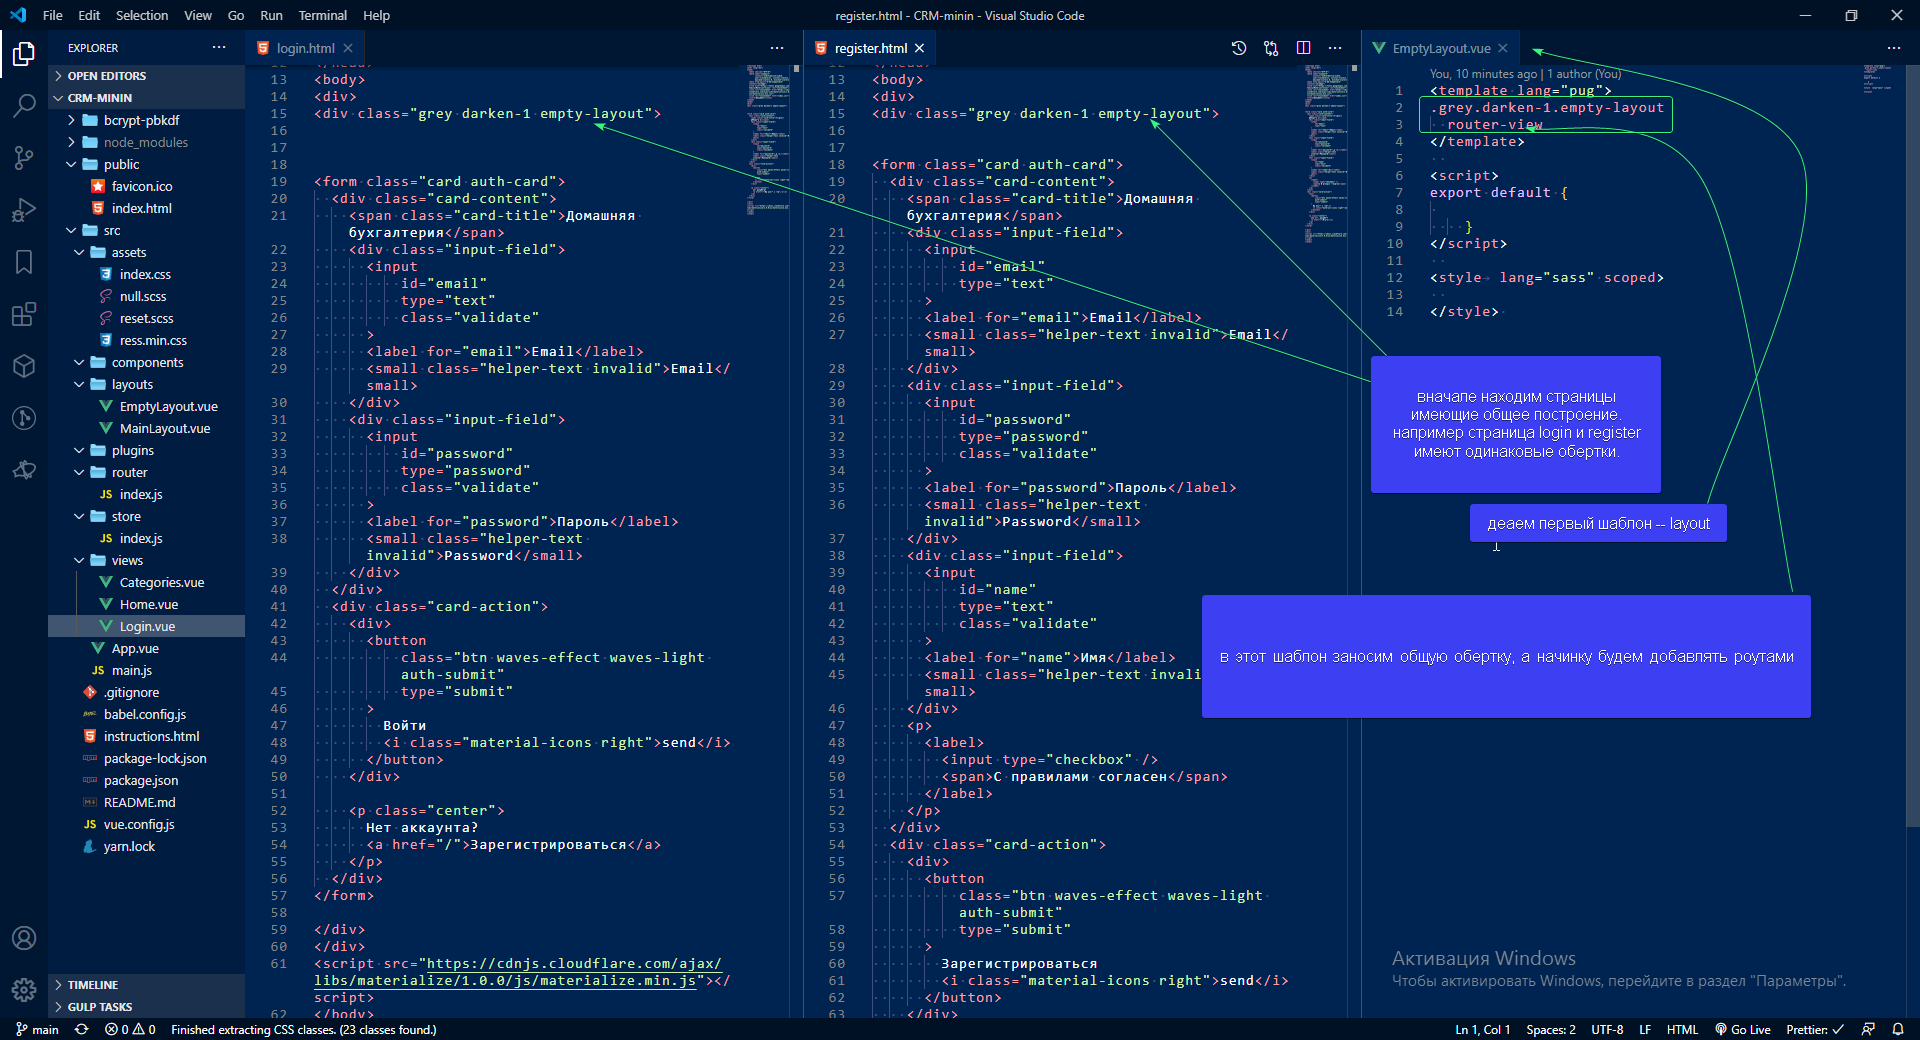 File Edit Selection View Go Run Terminal Help
register.html - CRM-minin - Visual Studio Code
EXPLORER
OPEN EDITORS
CRM-MININ
bcrypt-pbkdf
node_modules
public
favicon.ico
index.html
src
assets
index.css
null.scss
reset.scss
ress.min.css
components
layouts
EmptyLayout.vue
MainLayout.vue
plugins
router
JS index.js
store
JS index.js
views
Categories.vue
Home.vue
Login.vue
App.vue
JS main.js
.gitignore
babel.config.js
instructions.html
package-lock.json
package.json
README.md
JS vue.config.js
yarn.lock
TIMELINE
GULP TASKS
login.html
13 <body>
14 <div>
15 <div class="grey darken-1 empty-layout">
16
17
18
19 <form class="card auth-card">
20 <div class="card-content">
21 <span class="card-title">Домашняя
бухгалтерия</span>
22 <div class="input-field">
23 <input
24 id="email"
25 type="text"
26 class="validate"
27 >
28 <label for="email">Email</label>
29 <small class="helper-text invalid">Email</
small>
30 </div>
31 <div class="input-field">
32 <input
33 id="password"
34 type="password"
35 class="validate"
36 >
37 <label for="password">Пароль</label>
38 <small class="helper-text
invalid">Password</small>
39 </div>
40 </div>
41 <div class="card-action">
42 <div>
43 <button
44 class="btn waves-effect waves-light
auth-submit"
45 type="submit"
46 >
47 Войти
48 <i class="material-icons right">send</i>
49 </button>
50 </div>
51
52 <p class="center">
53 Нет аккаунта?
54 <a href="/">Зарегистрироваться</a>
55 </p>
56 </div>
57 </form>
58
59 </div>
60 </div>
61 <script src="https://cdnjs.cloudflare.com/ajax/
libs/materialize/1.0.0/js/materialize.min.js"></
script>
62 </body>
register.html
13 <body>
14 <div>
15 <div class="grey darken-1 empty-layout">
16
17
18 <form class="card auth-card">
19 <div class="card-content">
20 <span class="card-title">Домашняя
бухгалтерия</span>
21 <div class="input-field">
22 <input
23 id="email"
24 type="text"
25 >
26 <label for="email">Email</label>
27 <small class="helper-text invalid">Email</
small>
28 </div>
29 <div class="input-field">
30 <input
31 id="password"
32 type="password"
33 class="validate"
34 >
35 <label for="password">Пароль</label>
36 <small class="helper-text
invalid">Password</small>
37 </div>
38 <div class="input-field">
39 <input
40 id="name"
41 type="text"
42 class="validate"
43 >
44 <label for="name">Имя</label>
45 <small class="helper-text invali
small>
46 </div>
47 <p>
48 <label>
49 <input type="checkbox" />
50 <span>С правилами согласен</span>
51 </label>
52 </p>
53 </div>
54 <div class="card-action">
55 <div>
56 <button
57 class="btn waves-effect waves-light
auth-submit"
58 type="submit"
59 >
60 Зарегистрироваться
61 <i class="material-icons right">send</i>
62 </button>
63 </div>
EmptyLayout.vue
You, 10 minutes ago | 1 author (You)
1 <template lang="pug">
2 .grey.darken-1.empty-layout
3 router-view
4 </template>
5
6 <script>
7 export default {
8
9 }
10 </script>
11
12 <style lang="sass" scoped>
13
14 </style>
вначале находим страницы
имеющие общее построение.
например страница login и register
имеют одинаковые обертки.
деаем первый шаблон -- layout
в этот шаблон заносим общую обертку, а начинку будем добавлять роутами
Активация Windows
Чтобы активировать Windows, перейдите в раздел "Параметры".
main 0 0 Finished extracting CSS classes. (23 classes found.)
Ln 1, Col 1 Spaces: 2 UTF-8 LF HTML Go Live Prettier: